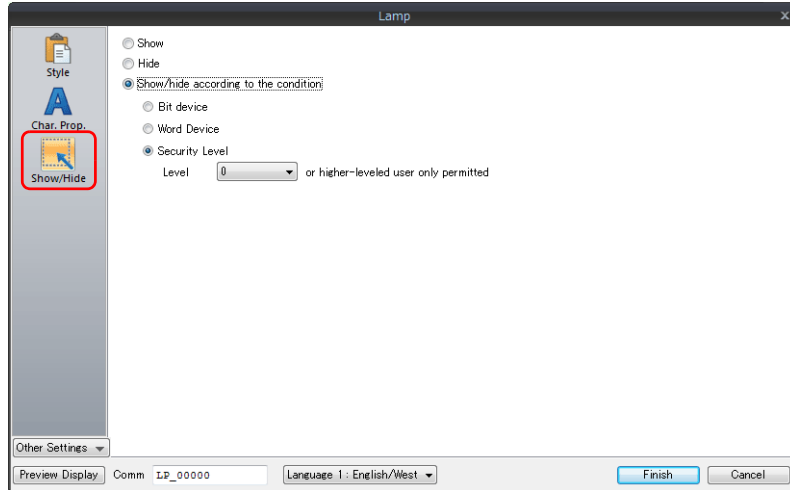 Lamp
Style
Char. Prop.
Show/Hide
Show
Hide
Show/hide according to the condition
Bit device
Word Device
Security Level
Level 0 or higher-leveled user only permitted
Other Settings
Preview Display Comm LP_00000 Language 1 : English/West Finish Cancel